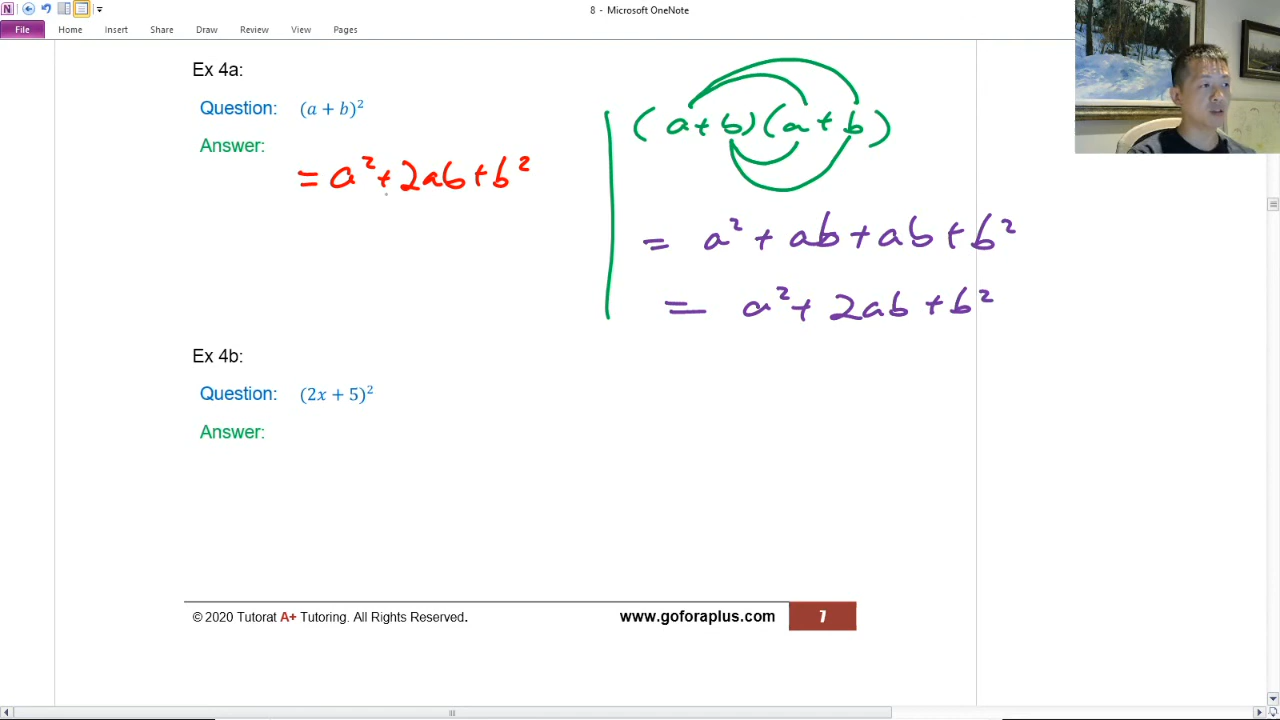 8 - Microsoft OneNote
File Home Insert Share Draw Review View Pages
Ex 4a:
Question: (a + b)²
Answer:
= a² + 2ab + b²
(a + b)(a + b)
= a² + ab + ab + b²
= a² + 2ab + b²
Ex 4b:
Question: (2x + 5)²
Answer:
© 2020 Tutorat A+ Tutoring. All Rights Reserved.
www.goforaplus.com
7